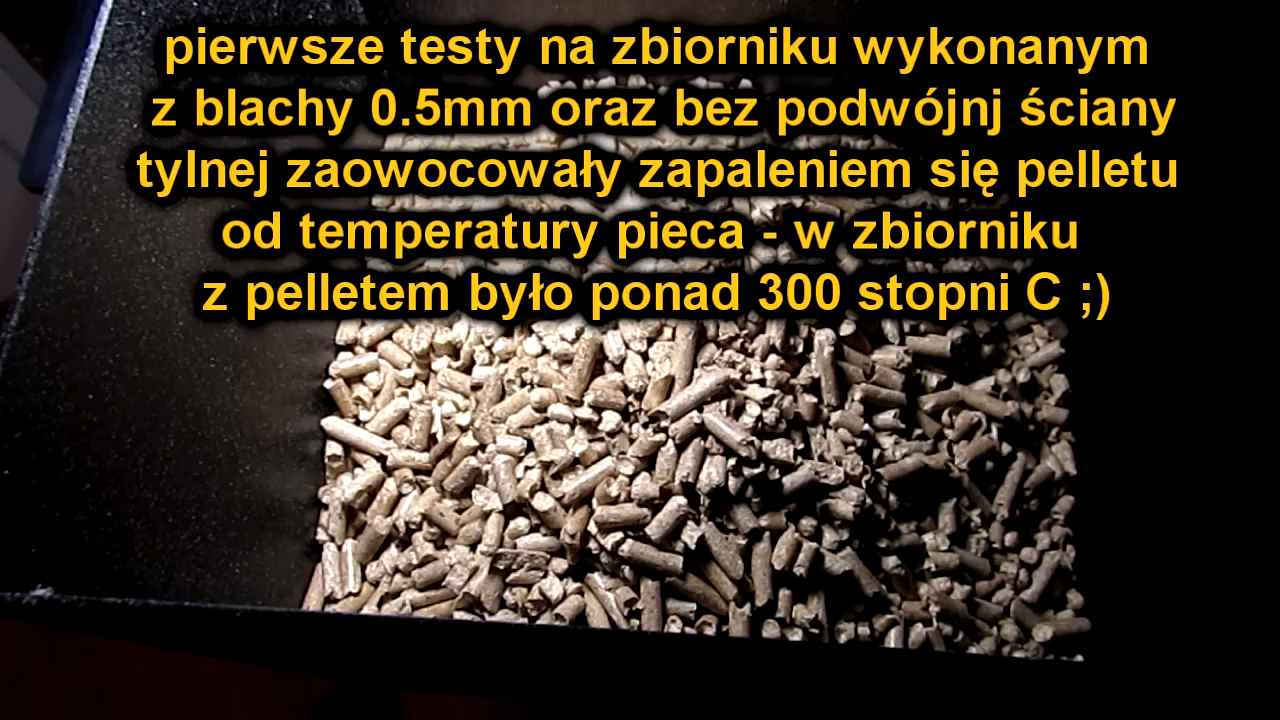 pierwsze testy na zbiorniku wykonanym
z blachy 0.5mm oraz bez podwójnj ściany
tylnej zaowocowały zapaleniem się pelletu
od temperatury pieca - w zbiorniku
z pelletem było ponad 300 stopni C ;)